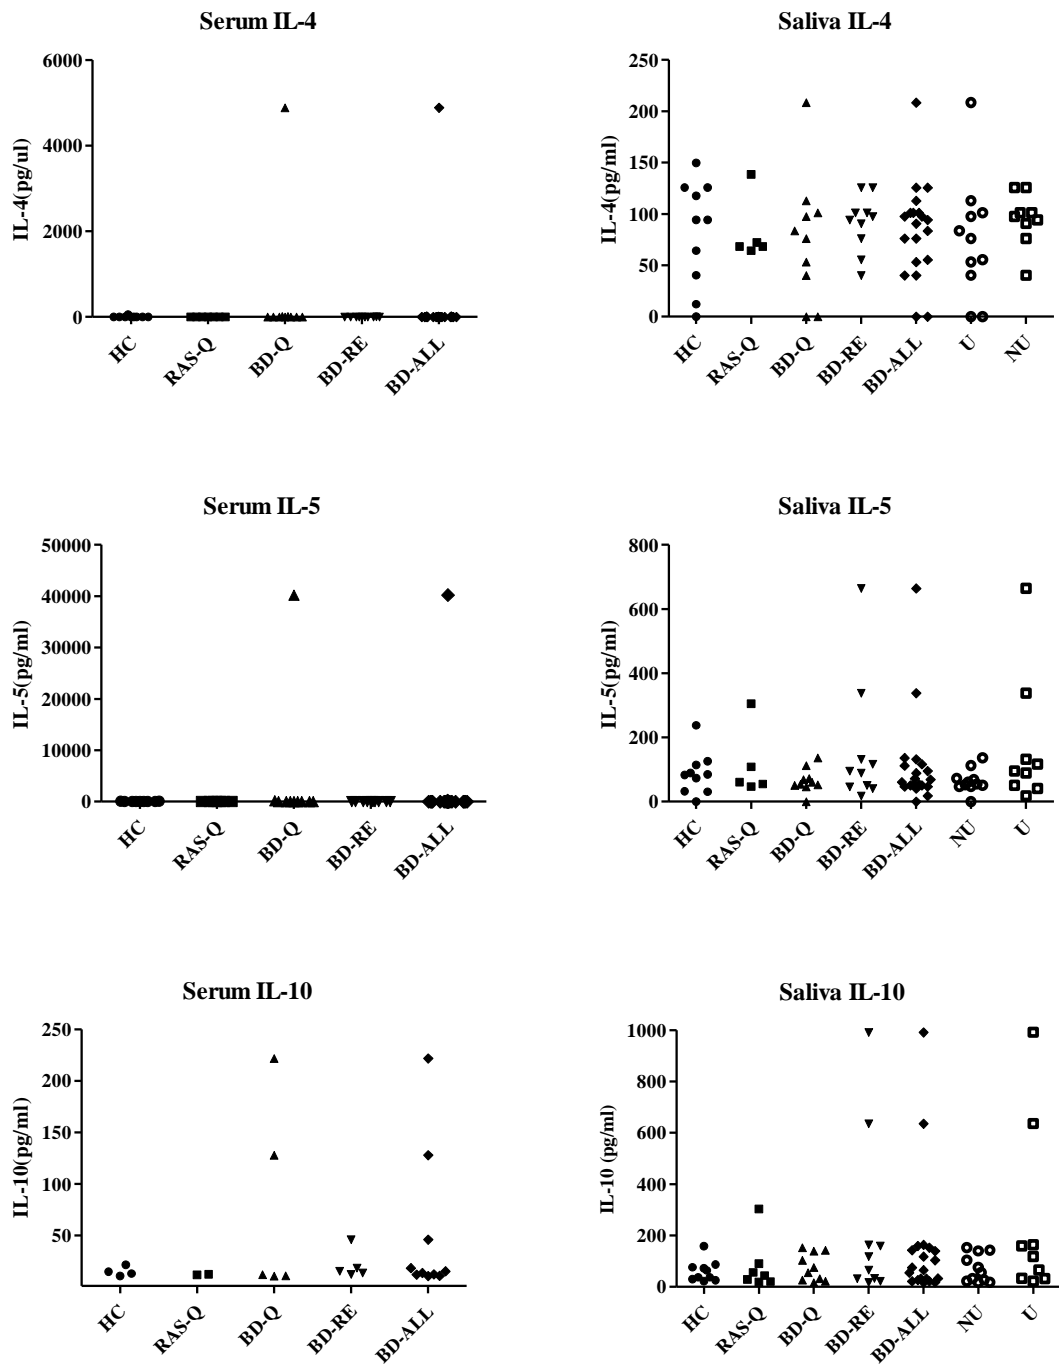 Serum IL-4
IL-4(pg/ul)
6000
4000
2000
0
HC
RAS-Q
BD-Q
BD-RE
BD-ALL
Saliva IL-4
IL-4(pg/ml)
250
200
150
100
50
0
HC
RAS-Q
BD-Q
BD-RE
BD-ALL
U
NU
Serum IL-5
IL-5(pg/ml)
50000
40000
30000
20000
10000
0
HC
RAS-Q
BD-Q
BD-RE
BD-ALL
Saliva IL-5
IL-5(pg/ml)
800
600
400
200
0
HC
RAS-Q
BD-Q
BD-RE
BD-ALL
NU
U
Serum IL-10
IL-10(pg/ml)
250
200
150
100
50
HC
RAS-Q
BD-Q
BD-RE
BD-ALL
Saliva IL-10
IL-10 (pg/ml)
1000
800
600
400
200
0
HC
RAS-Q
BD-Q
BD-RE
BD-ALL
NU
U